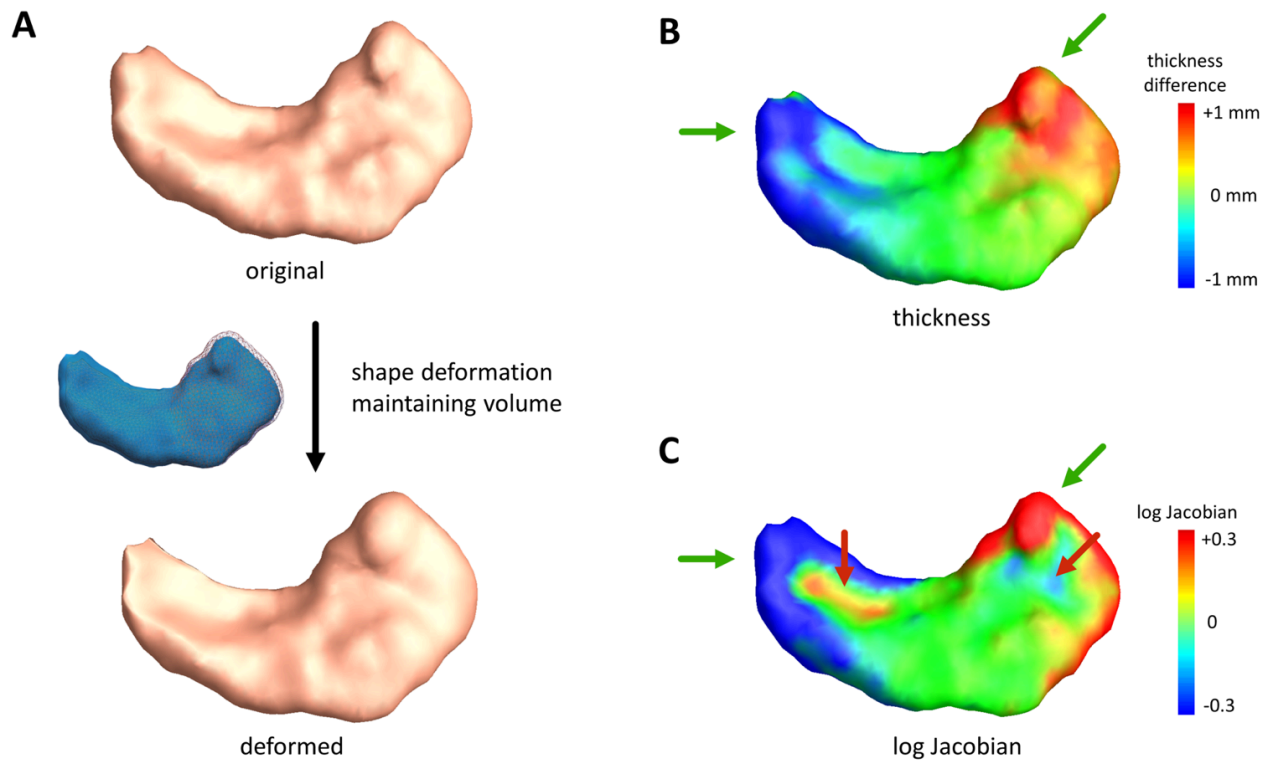 A
original
shape deformation
maintaining volume
deformed
B
thickness
difference
+1 mm
0 mm
-1 mm
thickness
C
log Jacobian
+0.3
0
-0.3
log Jacobian